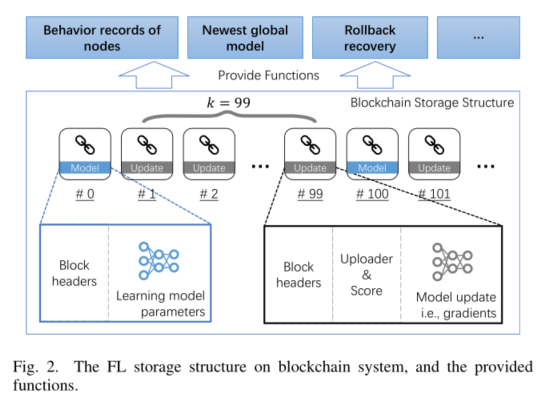 Behavior records of
nodes
Newest global
model
Rollback
recovery
...
Provide Functions
k = 99
Blockchain Storage Structure
Model
Update
Update
...
Update
Model
Update
...
# 0
# 1
# 2
# 99
# 100
# 101
Block
headers
Learning model
parameters
Block
headers
Uploader
&
Score
Model update
i.e., gradients
Fig. 2. The FL storage structure on blockchain system, and the provided
functions.